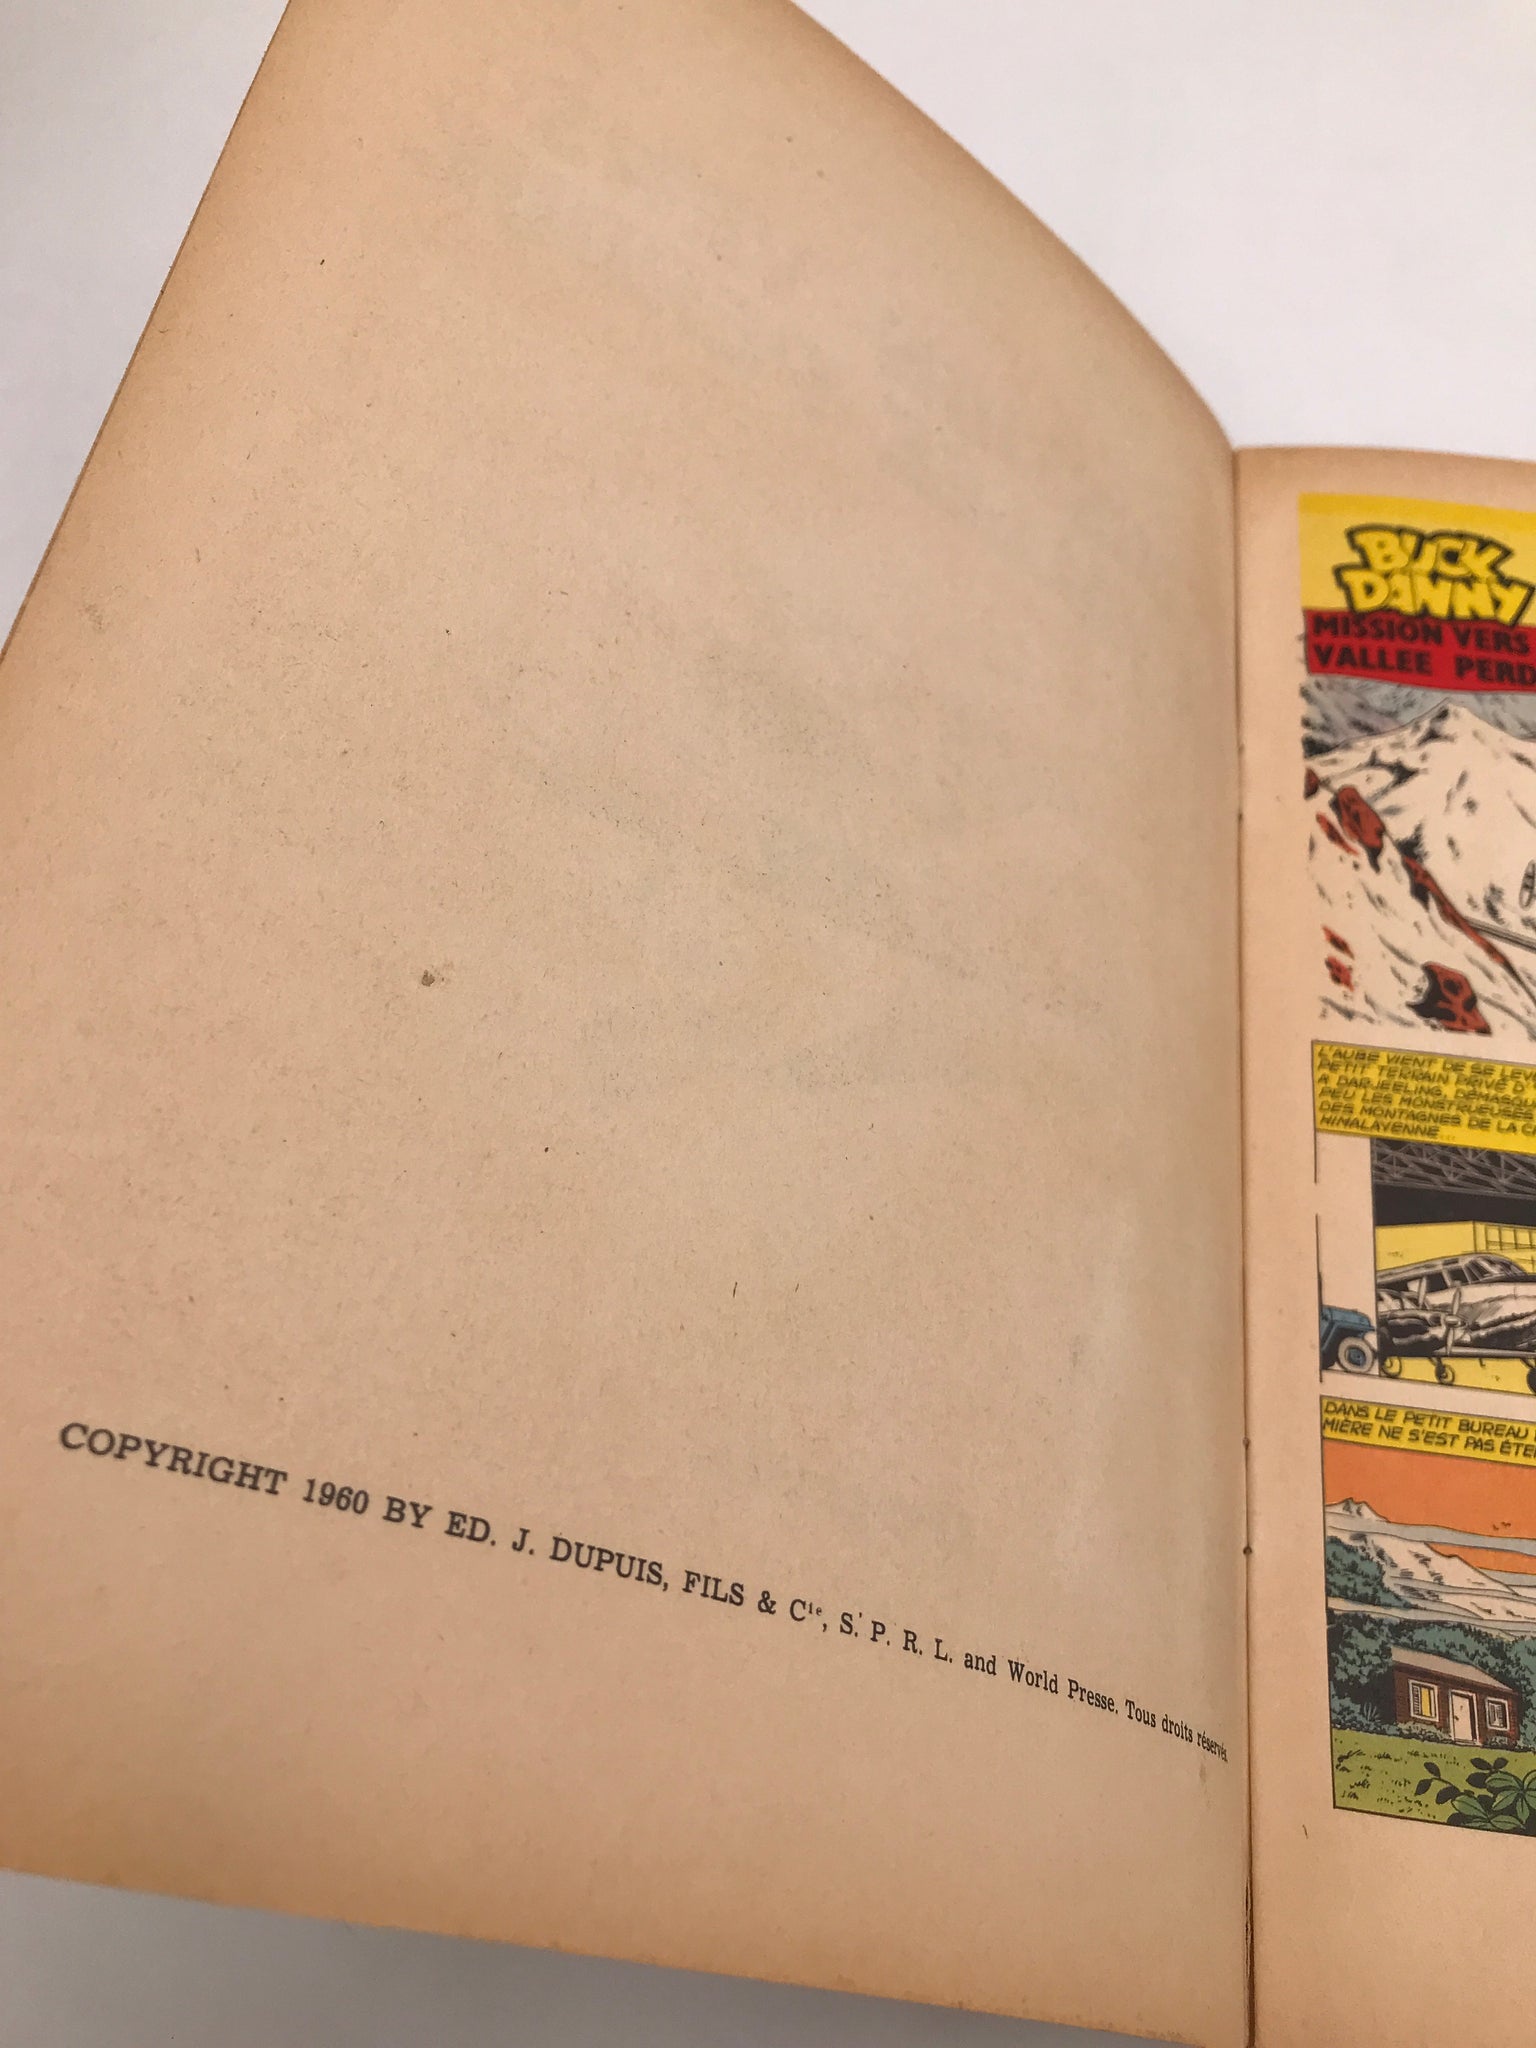 COPYRIGHT 1960 BY ED. J. DUPUIS, FILS & Cie, S. P. R. L. and World Presse. Tous droits réservés.
BUCK
DANNY
MISSION VERS
VALLEE PERD
L'AUBE VIENT DE SE LEVE
PETIT TERRAIN PRIVÉ D'
A DARJEELING, DÉMASQU
PEU LES MONSTRUEUSES
DES MONTAGNES DE LA C
HIMALAYENNE...
DANS LE PETIT BUREAU
MIÈRE NE S'EST PAS ÉTE